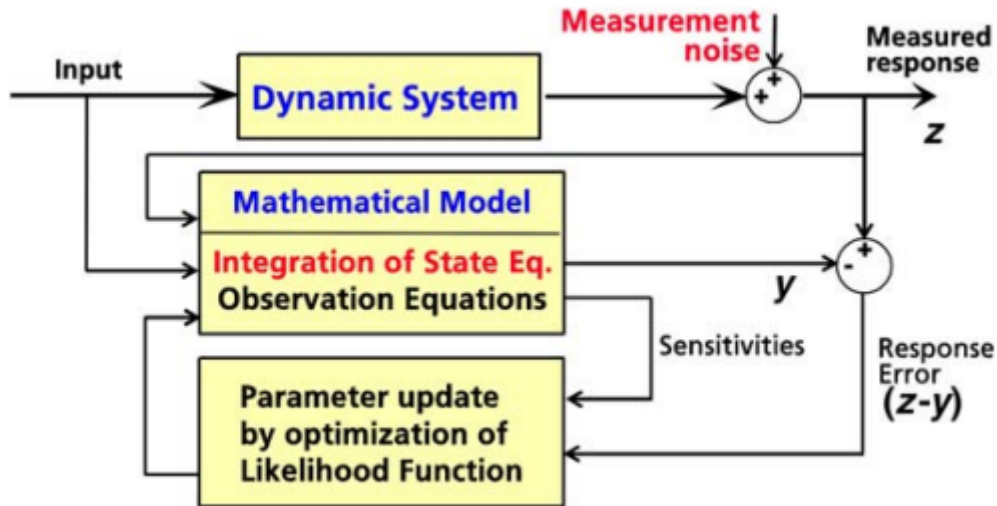 Measurement
noise
Input
Measured
response
Dynamic System
+
+
z
Mathematical Model
Integration of State Eq.
Observation Equations
+
-
y
Sensitivities
Response
Error
(z-y)
Parameter update
by optimization of
Likelihood Function